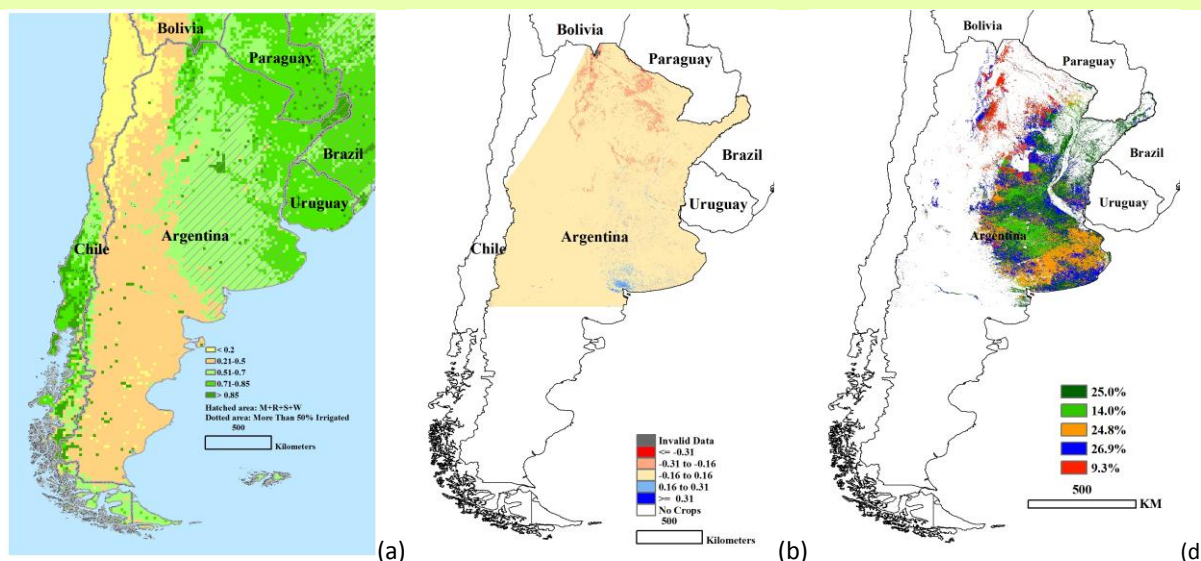 Bolivia
Paraguay
Brazil
Uruguay
Argentina
Chile
< 0.2
0.21-0.5
0.51-0.7
0.71-0.85
> 0.85
Hatched area: M+R+S+W
Dotted area: More Than 50% Irrigated
500
Kilometers
(a)
Bolivia
Paraguay
Brazil
Uruguay
Chile
Argentina
Invalid Data
<= -0.31
-0.31 to -0.16
-0.16 to 0.16
0.16 to 0.31
>= 0.31
No Crops
500
Kilometers
(b)
Bolivia
Paraguay
Brazil
Uruguay
Argentina
25.0%
14.0%
24.8%
26.9%
9.3%
500
KM
(d